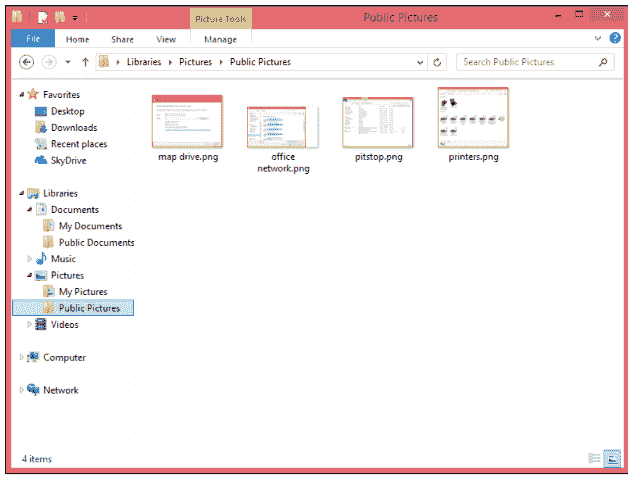 Picture Tools
Public Pictures
File
Home
Share
View
Manage
Libraries
Pictures
Public Pictures
Search Public Pictures
Favorites
Desktop
Downloads
Recent places
SkyDrive
Libraries
Documents
My Documents
Public Documents
Music
Pictures
My Pictures
Public Pictures
Videos
Computer
Network
map drive.png
office
network.png
pitstop.png
printers.png
4 items